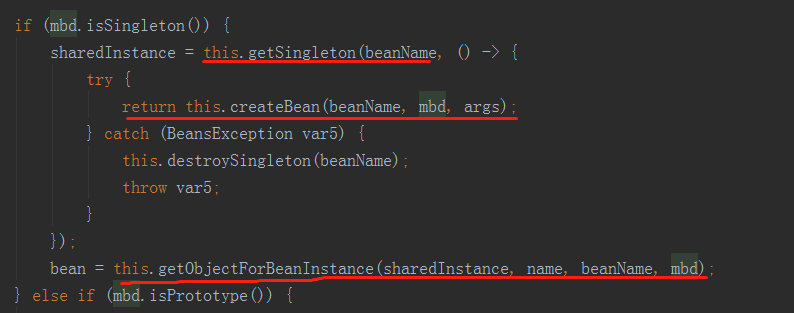 if (mbd.isSingleton()) {
sharedInstance = this.getSingleton(beanName, () -> {
try {
return this.createBean(beanName, mbd, args);
} catch (BeansException var5) {
this.destroySingleton(beanName);
throw var5;
}
});
bean = this.getObjectForBeanInstance(sharedInstance, name, beanName, mbd);
} else if (mbd.isPrototype()) {